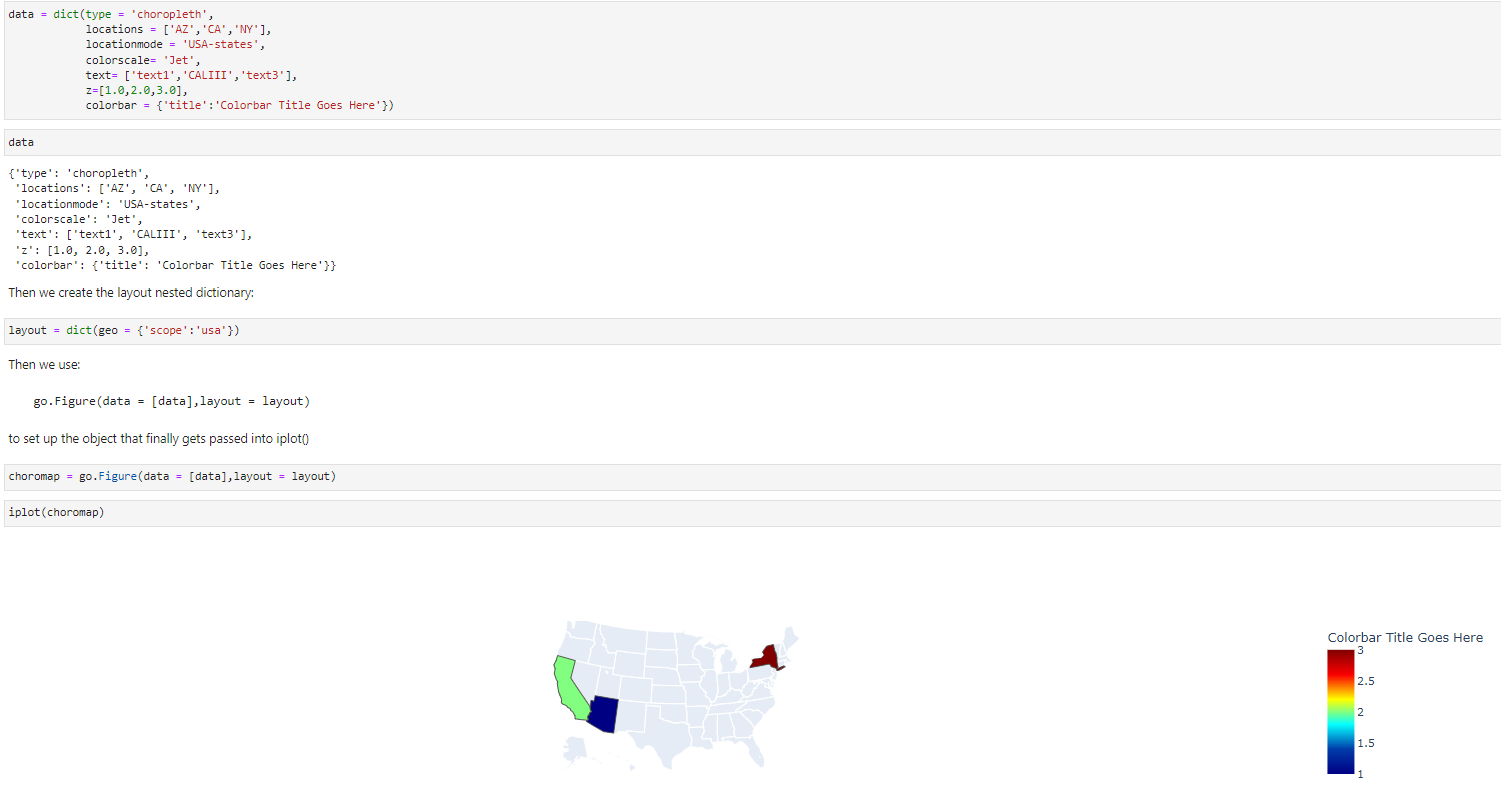 data = dict(type = 'choropleth',
            locations = ['AZ','CA','NY'],
            locationmode = 'USA-states',
            colorscale= 'Jet',
            text= ['text1','CALIII','text3'],
            z=[1.0,2.0,3.0],
            colorbar = {'title':'Colorbar Title Goes Here'})
data
{'type': 'choropleth',
 'locations': ['AZ', 'CA', 'NY'],
 'locationmode': 'USA-states',
 'colorscale': 'Jet',
 'text': ['text1', 'CALIII', 'text3'],
 'z': [1.0, 2.0, 3.0],
 'colorbar': {'title': 'Colorbar Title Goes Here'}}
Then we create the layout nested dictionary:
layout = dict(geo = {'scope':'usa'})
Then we use:
go.Figure(data = [data],layout = layout)
to set up the object that finally gets passed into iplot()
choromap = go.Figure(data = [data],layout = layout)
iplot(choromap)
Colorbar Title Goes Here
3
2.5
2
1.5
1